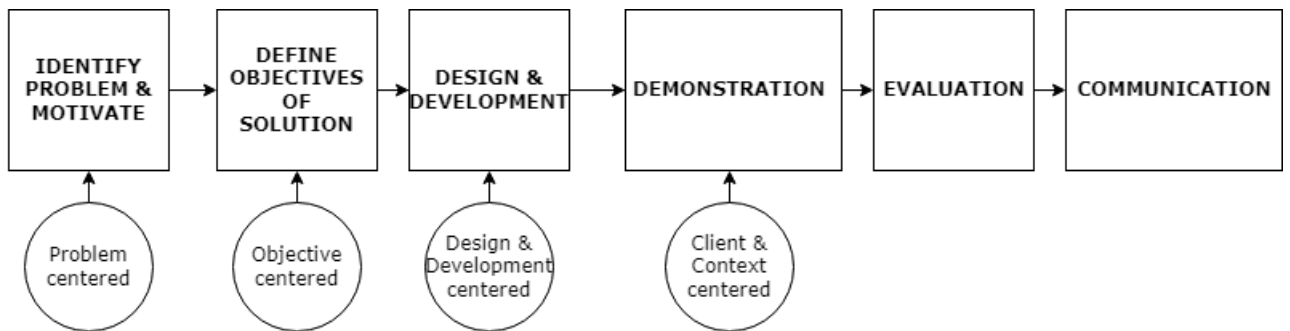 IDENTIFY
PROBLEM &
MOTIVATE
DEFINE
OBJECTIVES
OF
SOLUTION
DESIGN &
DEVELOPMENT
DEMONSTRATION
EVALUATION
COMMUNICATION
Problem
centered
Objective
centered
Design &
Development
centered
Client &
Context
centered